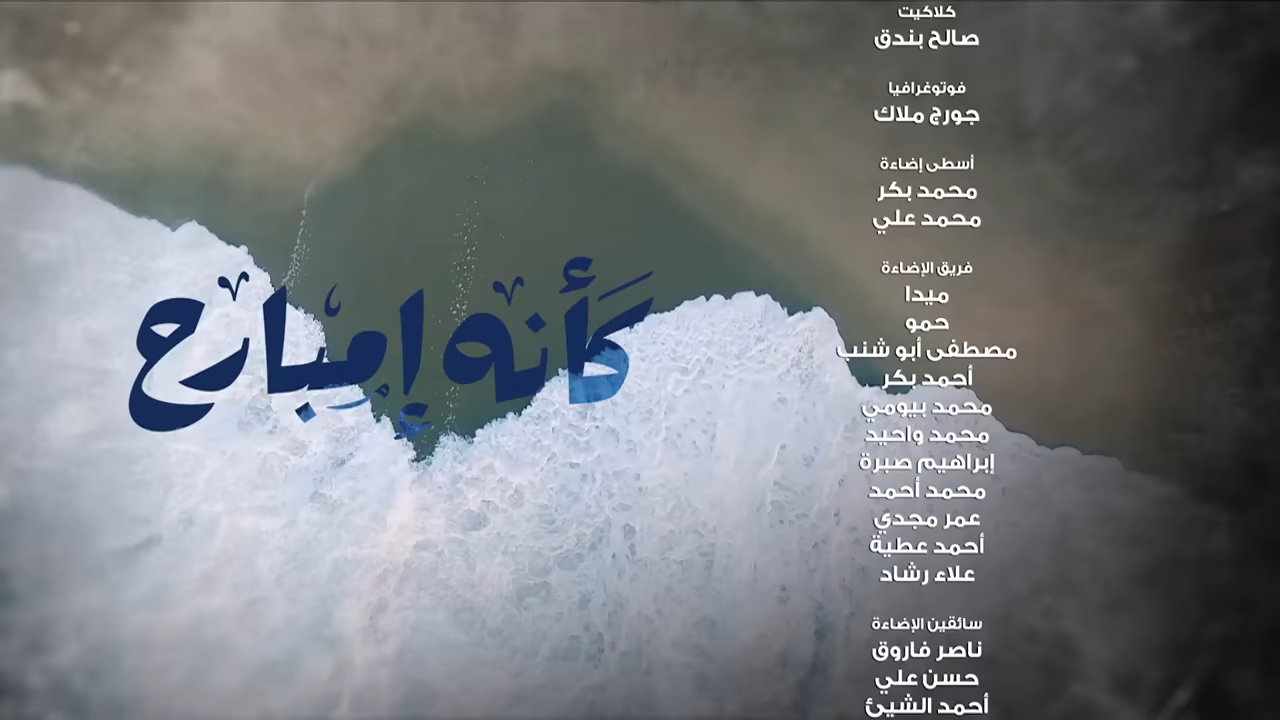 كأنه إمبارح
كلاكيت
صالح بندق
فوتوغرافيا
جورج ملاك
أسطى إضاءة
محمد بكر
محمد علي
فريق الإضاءة
ميدا
حمو
مصطفى أبو شنب
أحمد بكر
محمد بيومي
محمد واحيد
إبراهيم صبرة
محمد أحمد
عمر مجدي
أحمد عطية
علاء رشاد
سائقين الإضاءة
ناصر فاروق
حسن علي
أحمد الشيئ